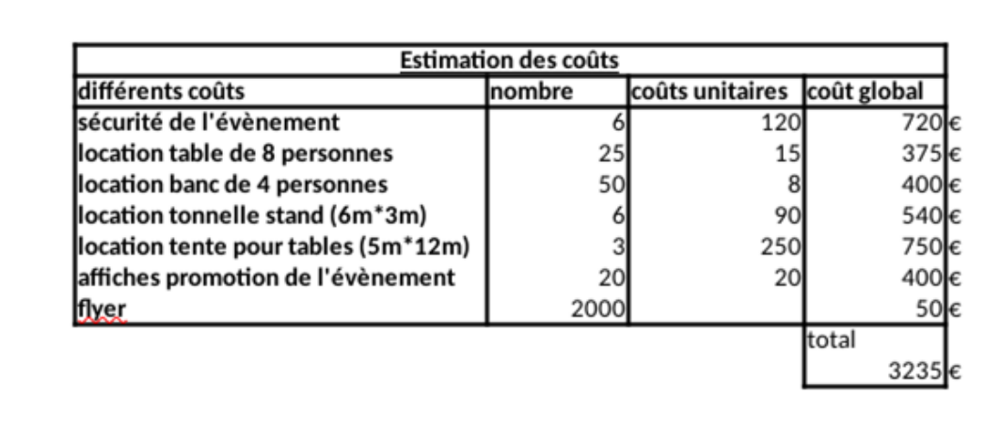 Estimation des coûts
différents coûts nombre coûts unitaires coût global
sécurité de l'évènement 6 120 720 €
location table de 8 personnes 25 15 375 €
location banc de 4 personnes 50 8 400 €
location tonnelle stand (6m*3m) 6 90 540 €
location tente pour tables (5m*12m) 3 250 750 €
affiches promotion de l'évènement 20 20 400 €
flyer 2000 50 €
total
3235 €